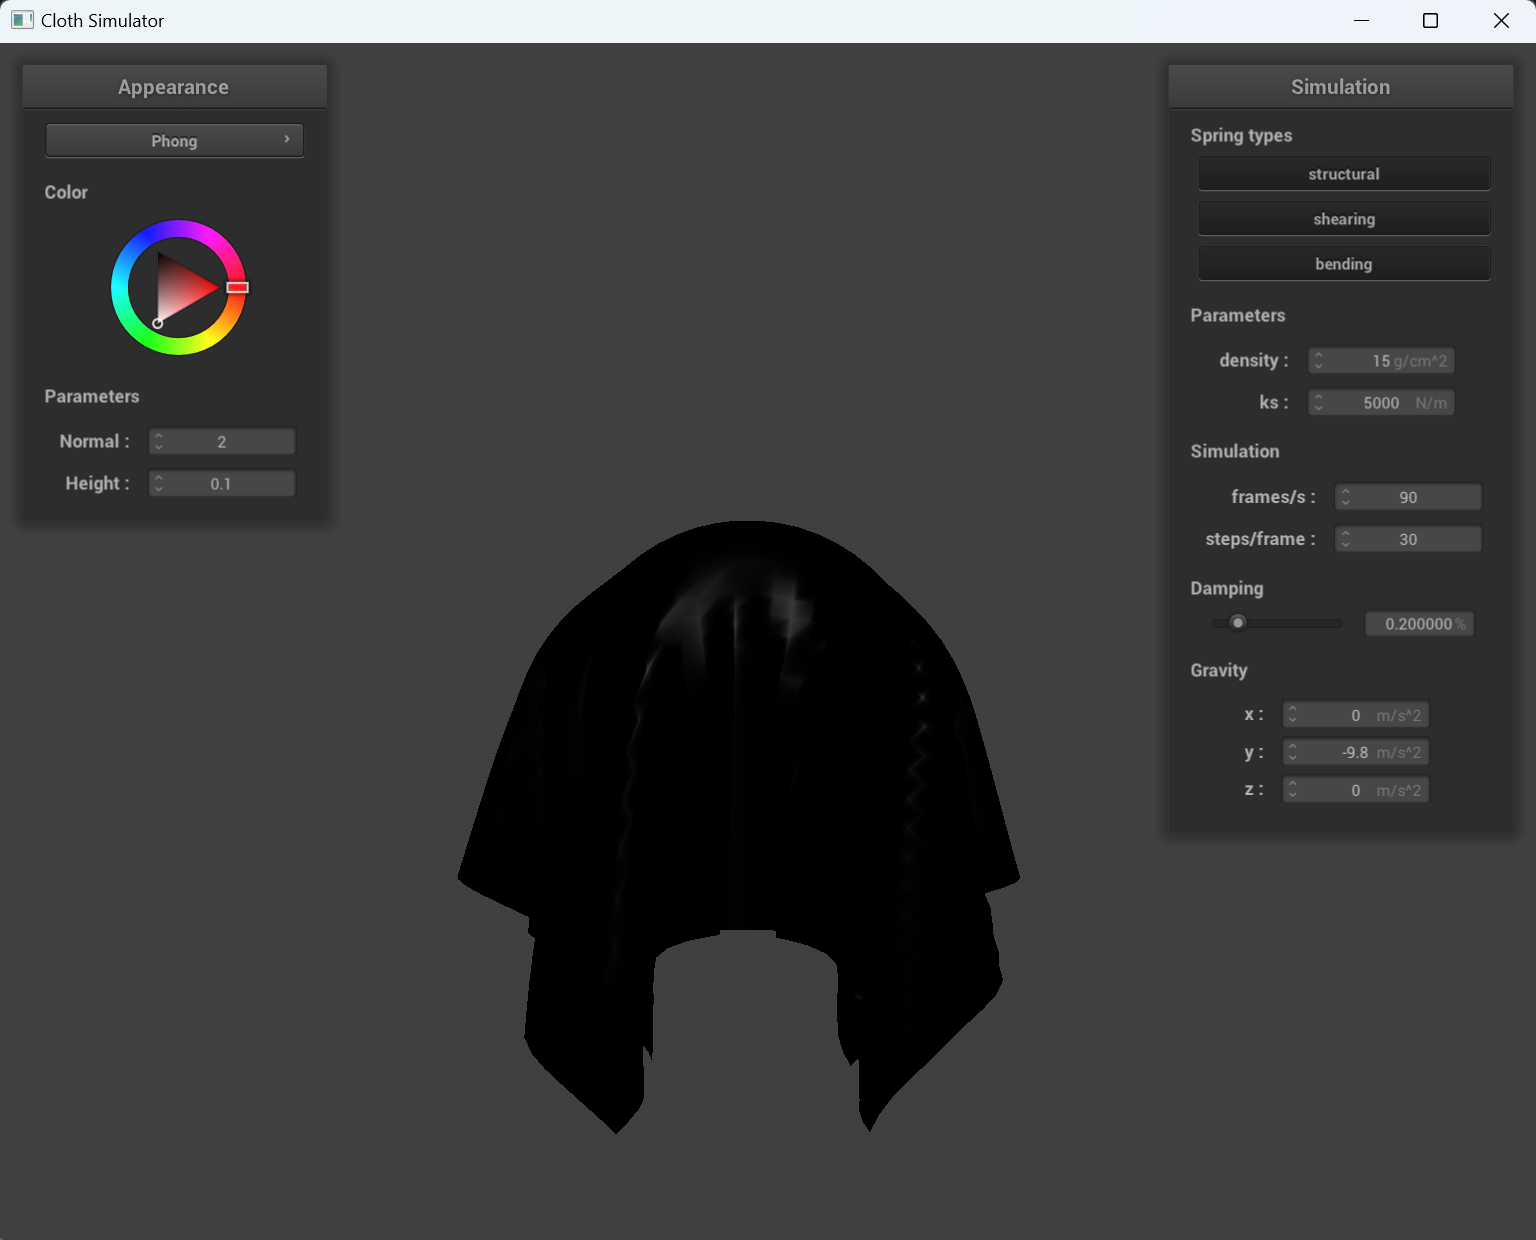 Cloth Simulator
Appearance
Phong
Color
Parameters
Normal : 2
Height : 0.1
Simulation
Spring types
structural
shearing
bending
Parameters
density : 15 g/cm^2
ks : 5000 N/m
Simulation
frames/s : 90
steps/frame : 30
Damping
0.200000 %
Gravity
x : 0 m/s^2
y : -9.8 m/s^2
z : 0 m/s^2